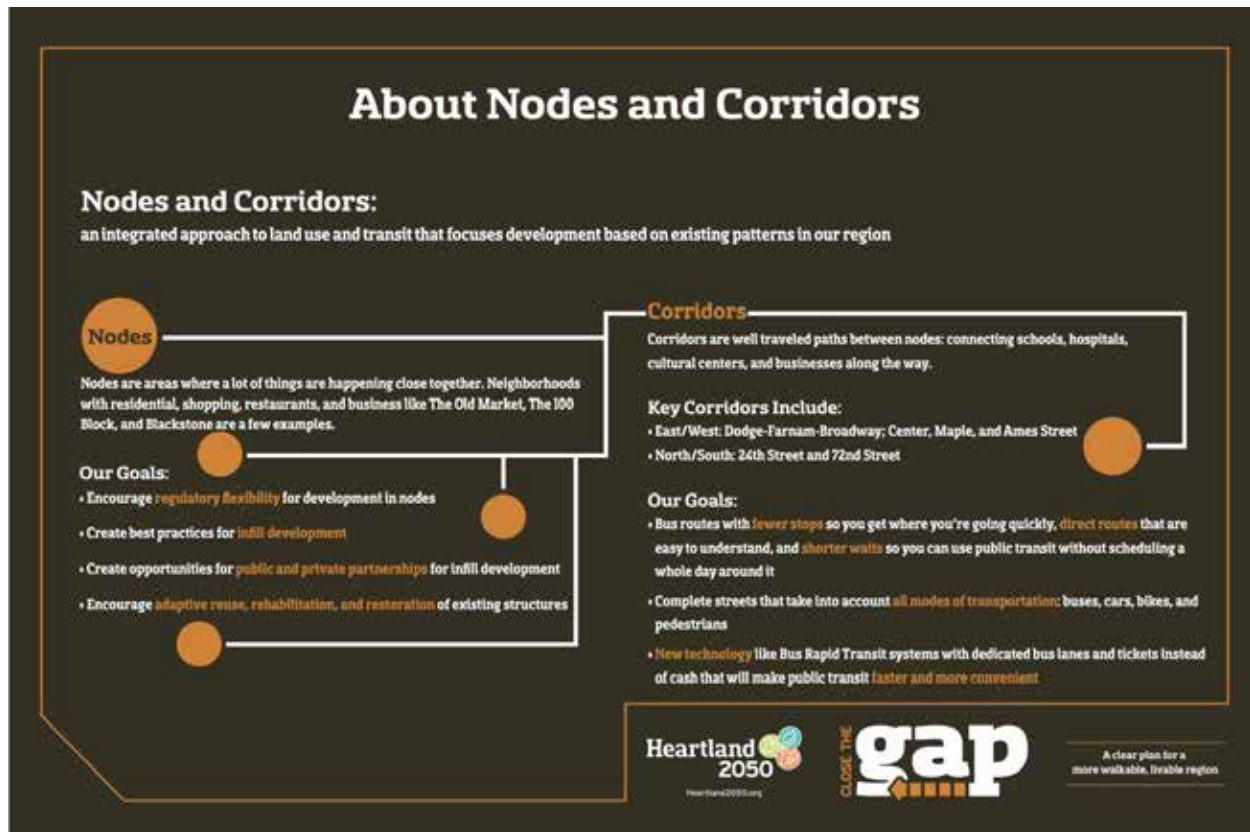 About Nodes and Corridors
Nodes and Corridors:
an integrated approach to land use and transit that focuses development based on existing patterns in our region
Nodes
Nodes are areas where a lot of things are happening close together. Neighborhoods
with residential, shopping, restaurants, and business like The Old Market, The 100
Block, and Blackstone are a few examples.
Our Goals:
• Encourage regulatory flexibility for development in nodes
• Create best practices for infill development
• Create opportunities for public and private partnerships for infill development
• Encourage adaptive reuse, rehabilitation, and restoration of existing structures
Corridors
Corridors are well traveled paths between nodes: connecting schools, hospitals,
cultural centers, and businesses along the way.
Key Corridors Include:
• East/West: Dodge-Farnam-Broadway; Center, Maple, and Ames Street
• North/South: 24th Street and 72nd Street
Our Goals:
• Bus routes with fewer stops so you get where you're going quickly, direct routes that are
easy to understand, and shorter waits so you can use public transit without scheduling a
whole day around it
• Complete streets that take into account all modes of transportation: buses, cars, bikes, and
pedestrians
• New technology like Bus Rapid Transit systems with dedicated bus lanes and tickets instead
of cash that will make public transit faster and more convenient
Heartland
2050
Heartland2050.org
CLOSE THE
gap
A clear plan for a
more walkable, livable region